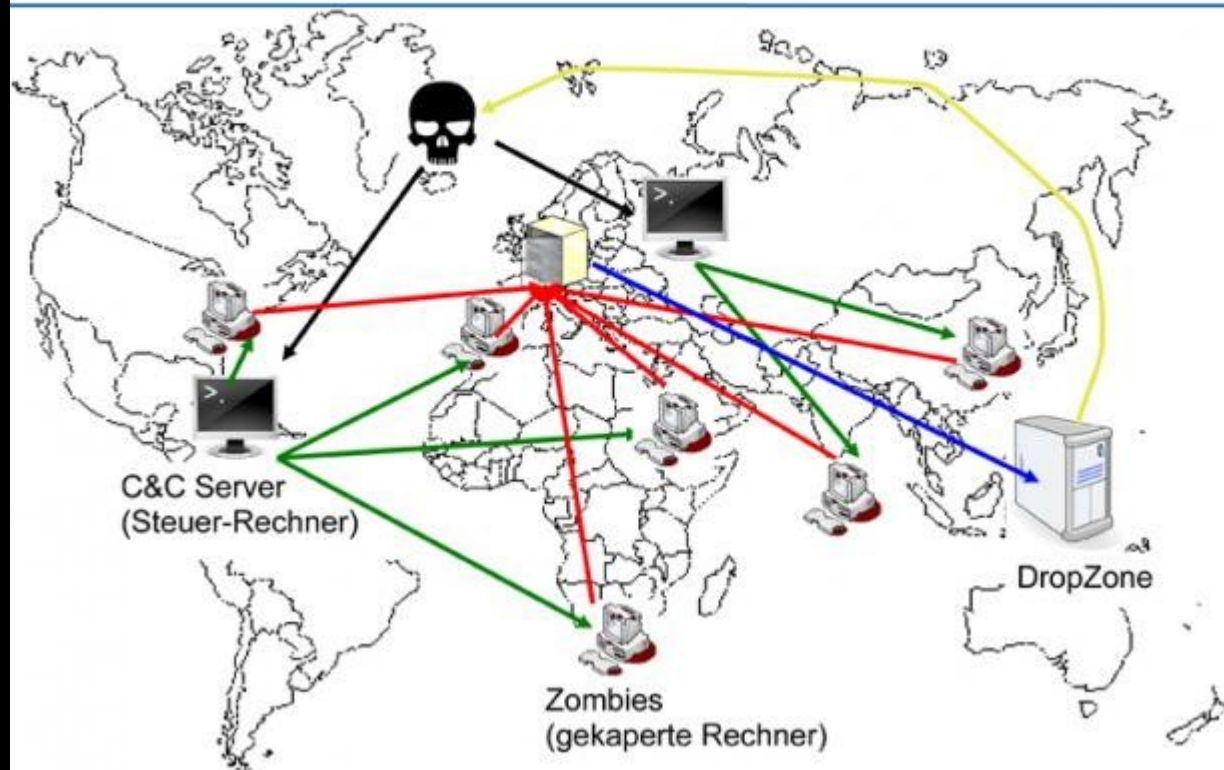 >.
>.
C&C Server
(Steuer-Rechner)
DropZone
Zombies
(gekaperte Rechner)